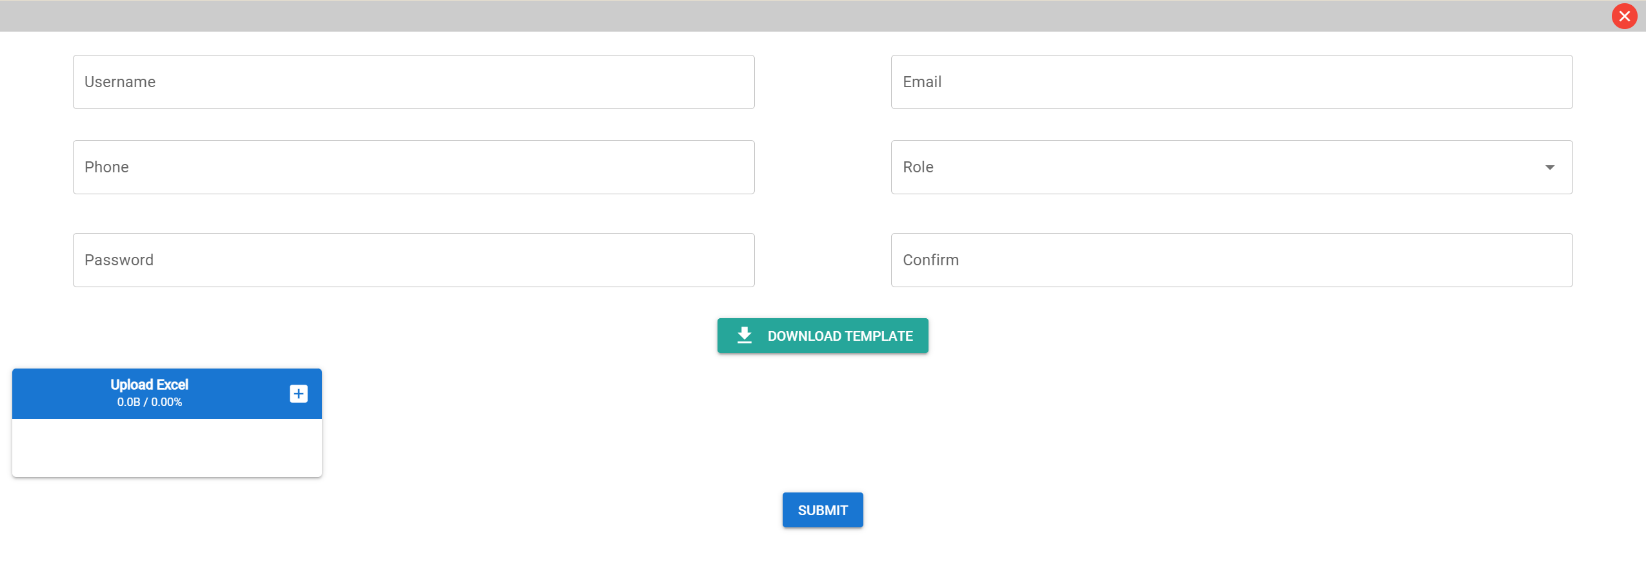 Username
Email
Phone
Role
Password
Confirm
DOWNLOAD TEMPLATE
Upload Excel
0.0B / 0.00%
SUBMIT